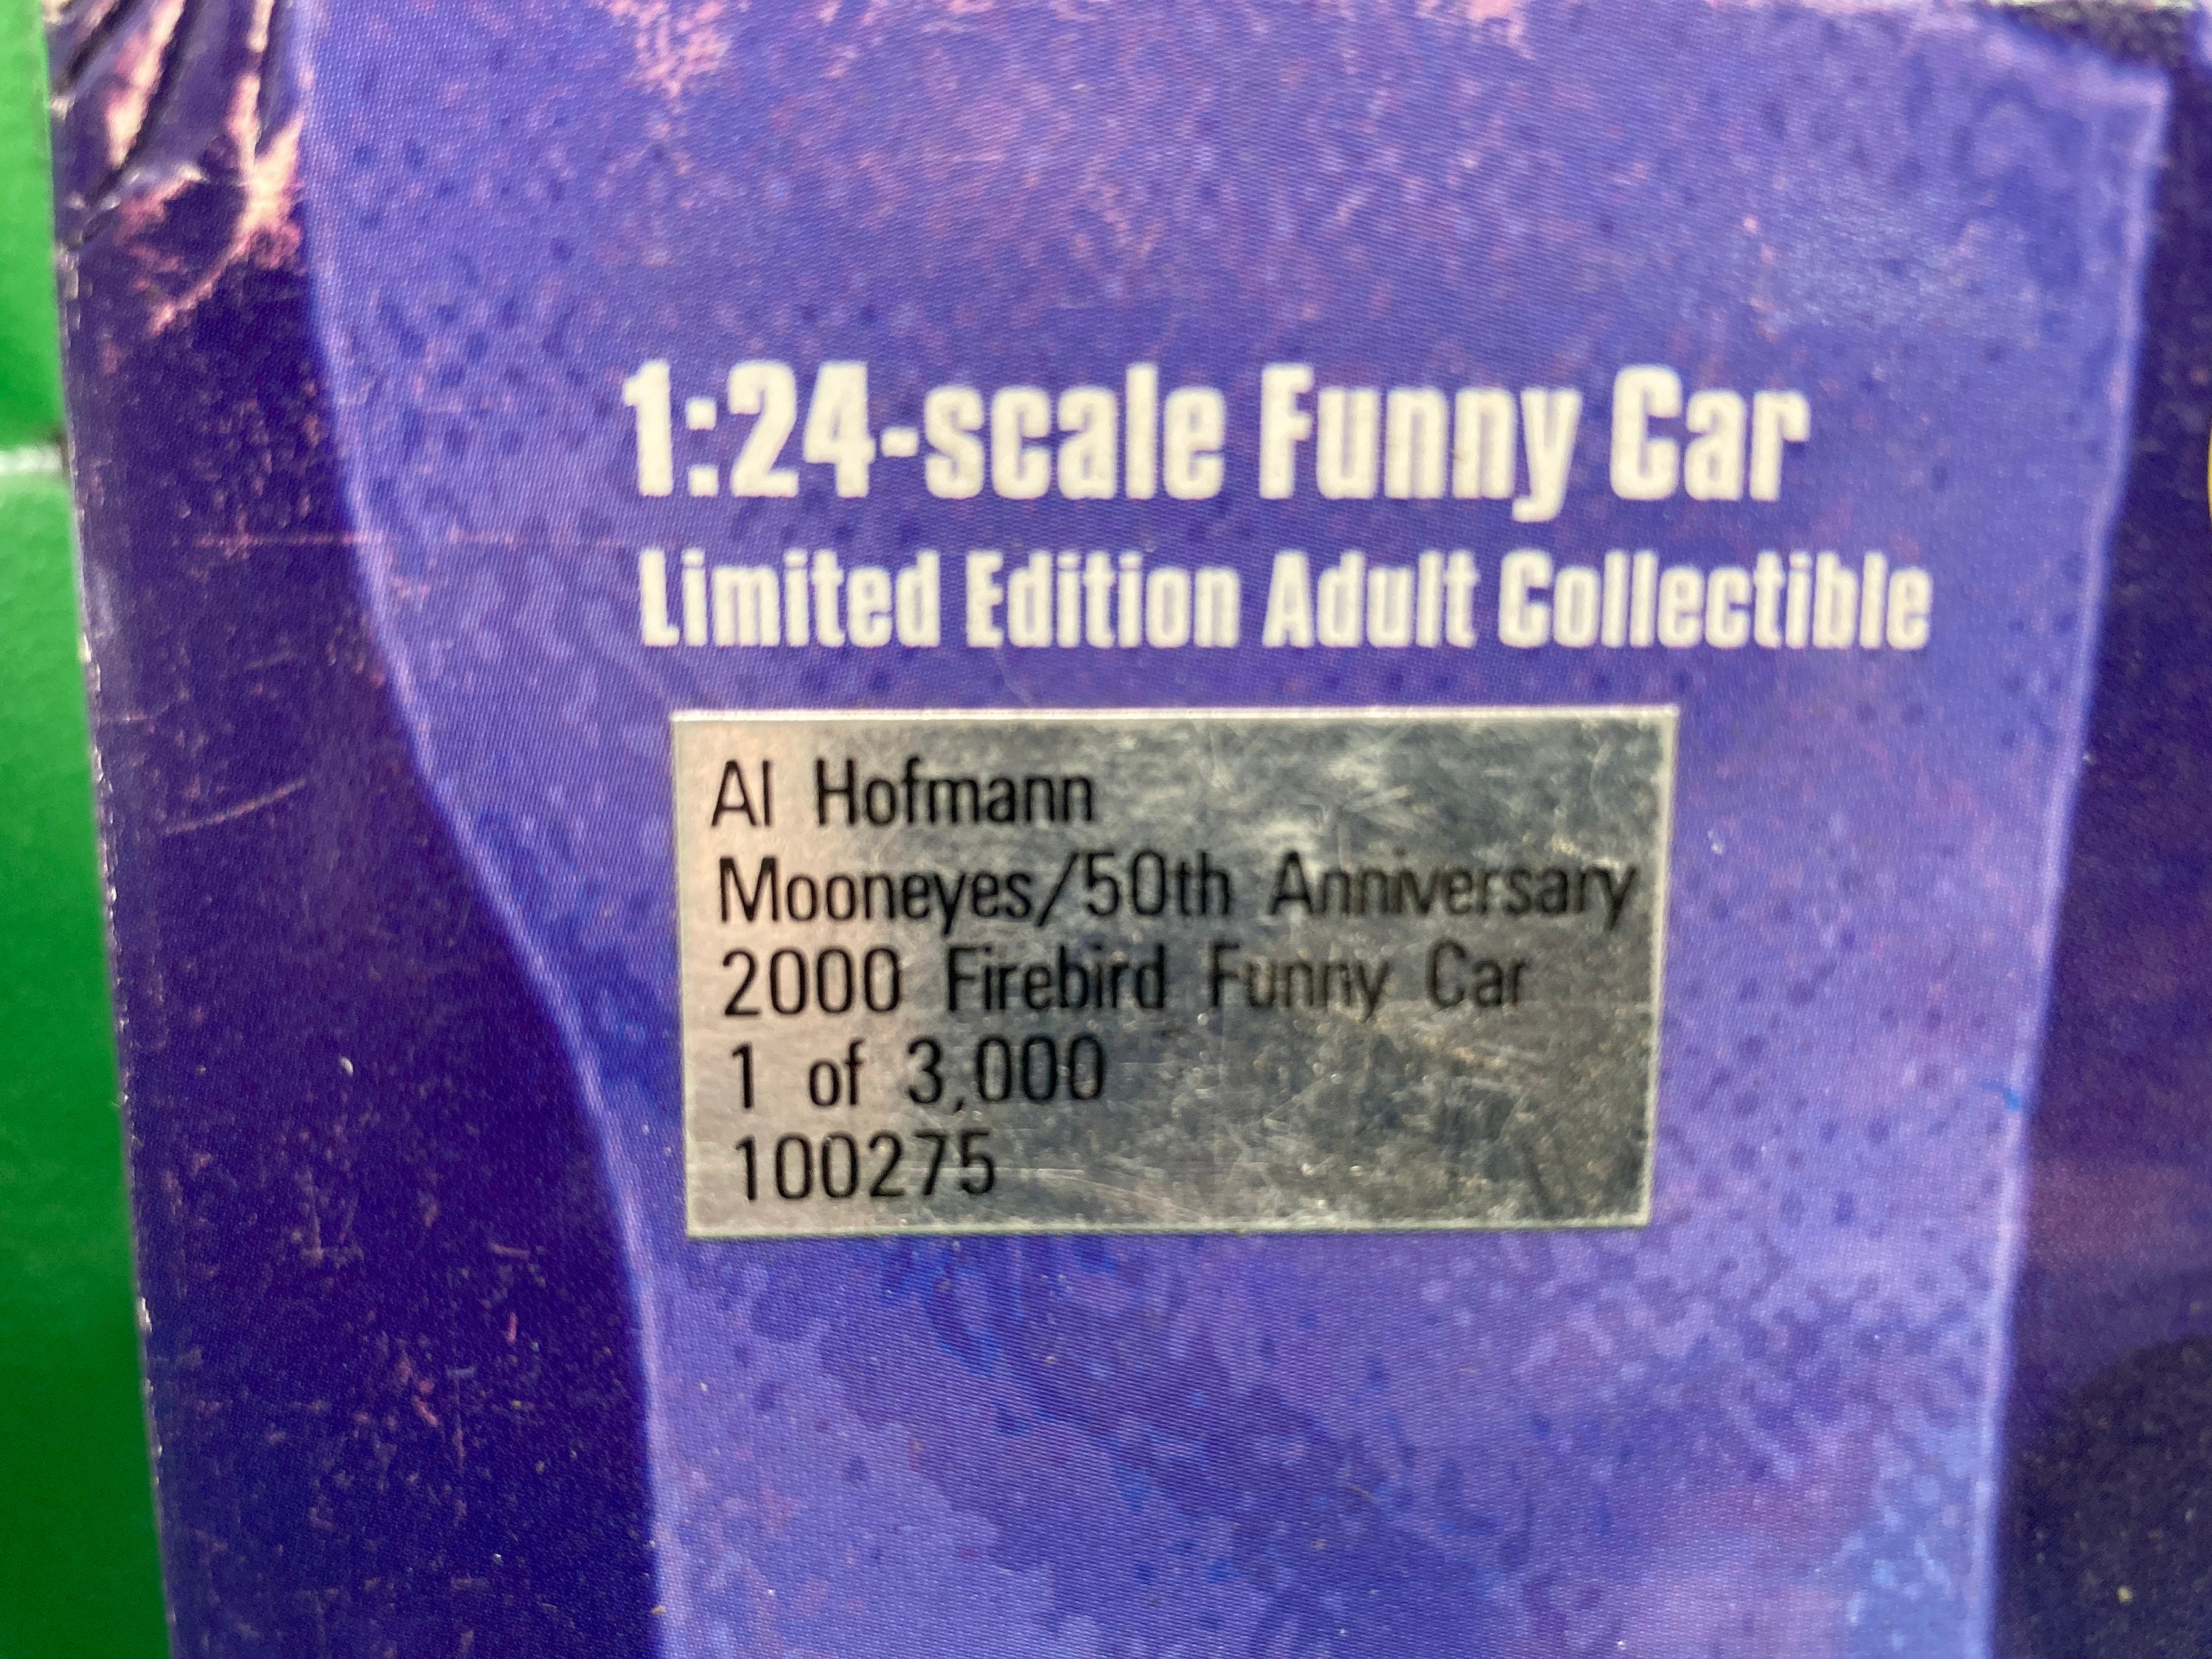 1:24-scale Funny Car
Limited Edition Adult Collectible
Al Hofmann
Mooneyes/50th Anniversary
2000 Firebird Funny Car
1 of 3,000
100275